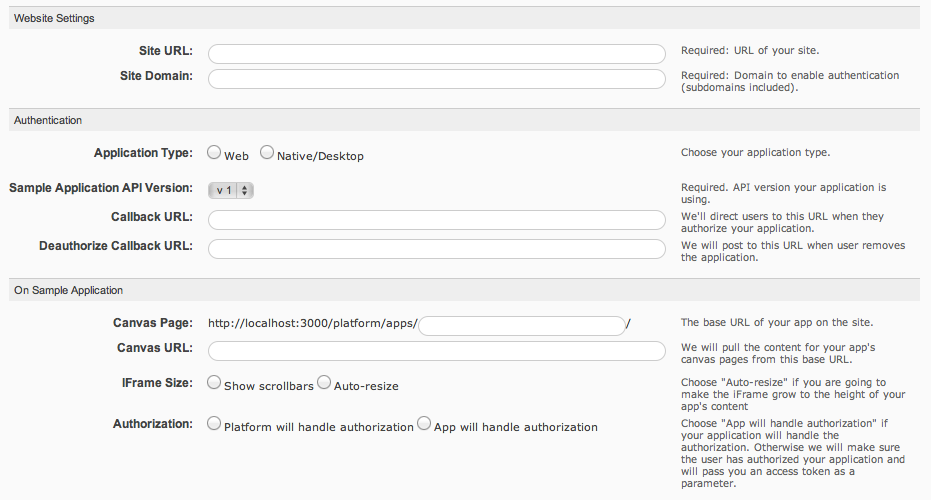 Website Settings
Site URL: Required: URL of your site.
Site Domain: Required: Domain to enable authentication
(subdomains included).
Authentication
Application Type: Web Native/Desktop Choose your application type.
Sample Application API Version: v 1 Required. API version your application is
using.
Callback URL: We'll direct users to this URL when they
authorize your application.
Deauthorize Callback URL: We will post to this URL when user removes
the application.
On Sample Application
Canvas Page: http://localhost:3000/platform/apps/ / The base URL of your app on the site.
Canvas URL: We will pull the content for your app's
canvas pages from this base URL.
IFrame Size: Show scrollbars Auto-resize Choose "Auto-resize" if you are going to
make the iFrame grow to the height of your
app's content
Authorization: Platform will handle authorization App will handle authorization Choose "App will handle authorization" if
your application will handle the
authorization. Otherwise we will make sure
the user has authorized your application and
will pass you an access token as a
parameter.